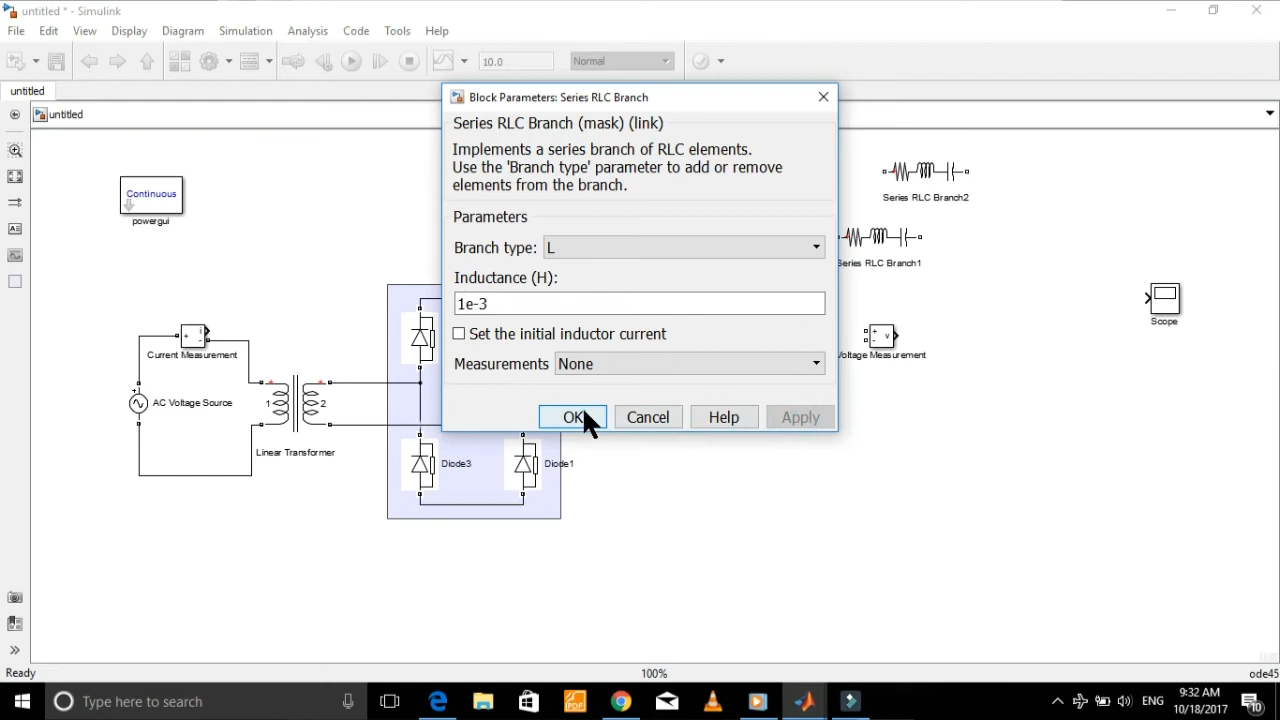 untitled * - Simulink
File Edit View Display Diagram Simulation Analysis Code Tools Help
10.0 Normal
untitled
untitled
Block Parameters: Series RLC Branch
Series RLC Branch (mask) (link)
Implements a series branch of RLC elements.
Use the 'Branch type' parameter to add or remove
elements from the branch.
Parameters
Branch type: L
Inductance (H):
1e-3
Set the initial inductor current
Measurements None
OK Cancel Help Apply
Continuous
powergui
Series RLC Branch2
Series RLC Branch1
Scope
i
Current Measurement
v
Voltage Measurement
AC Voltage Source
1 2
Linear Transformer
Diode3
Diode1
Ready 100% ode45
Type here to search
PDF
ENG
9:32 AM
10/18/2017
10